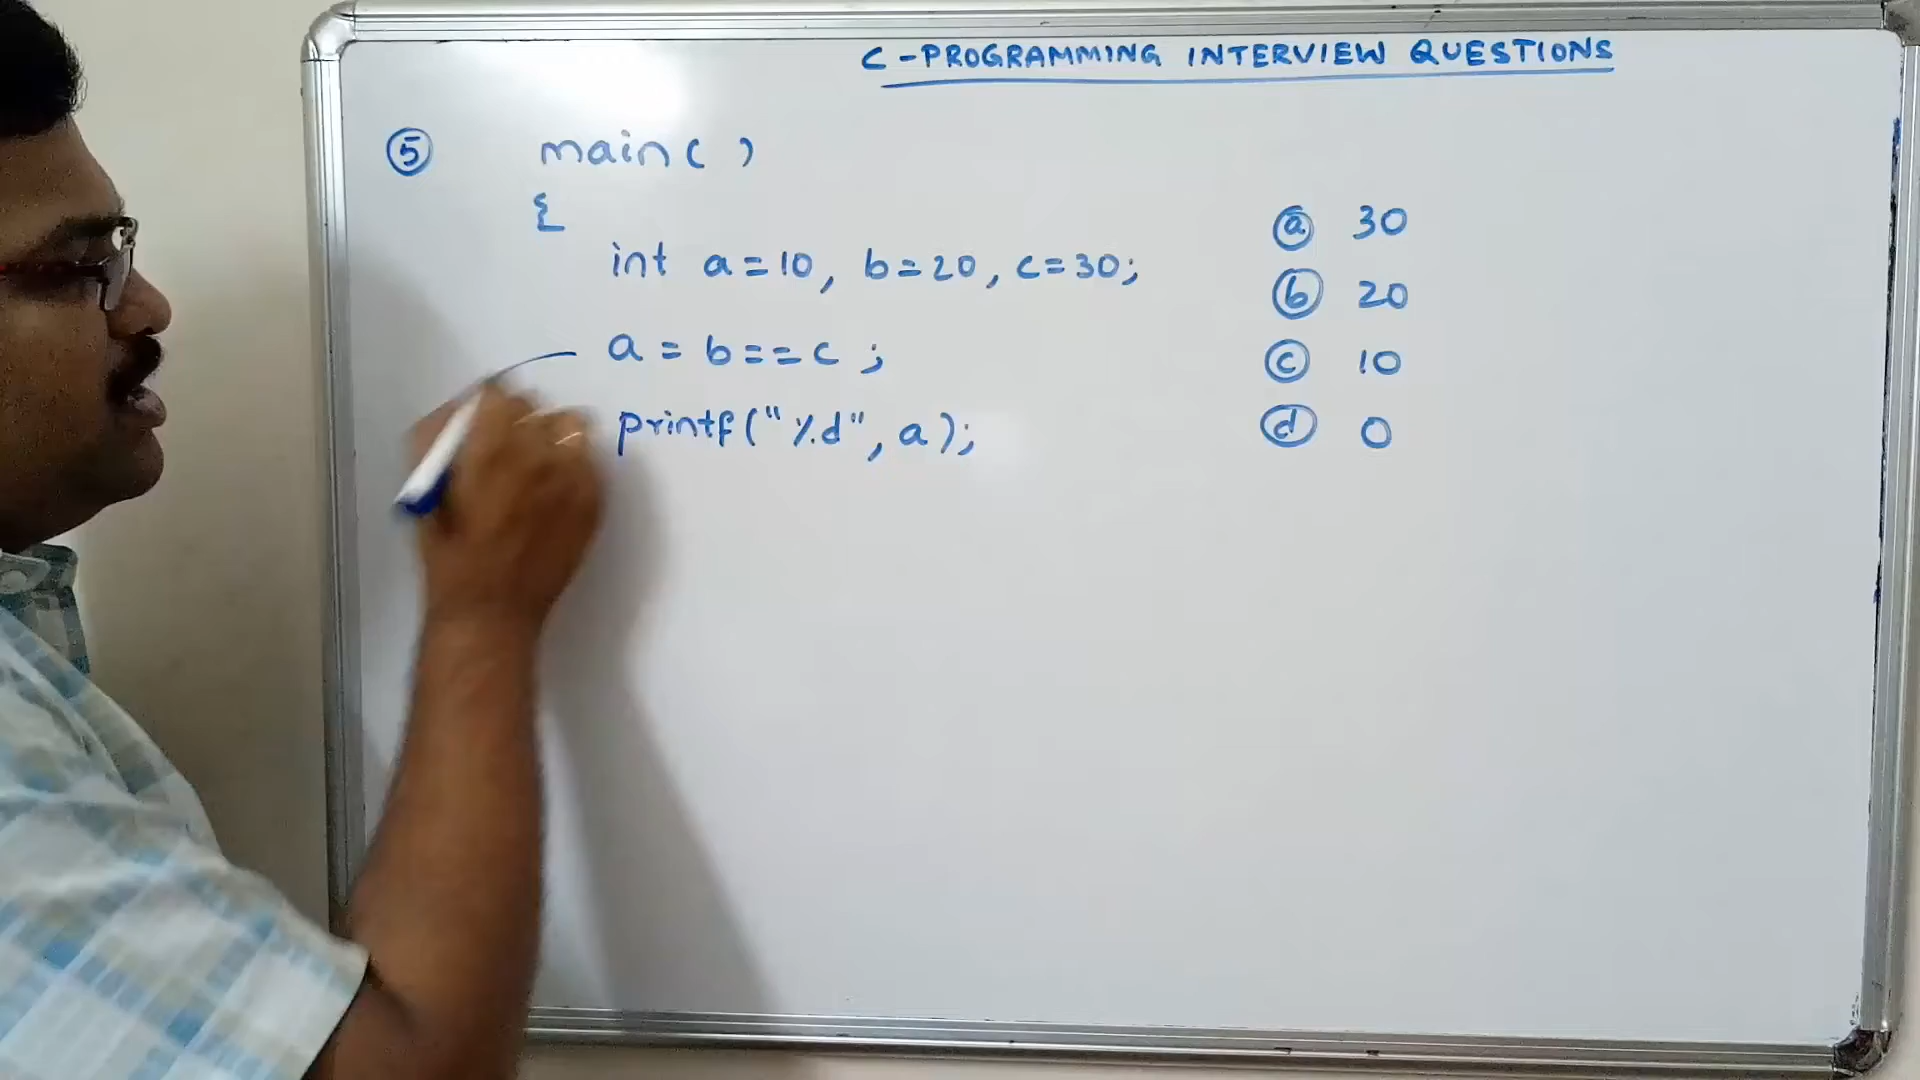 C-PROGRAMMING INTERVIEW QUESTIONS
5 main( )
{
int a=10, b=20, c=30;
a = b==c ;
printf("%d", a);
a 30
b 20
c 10
d 0